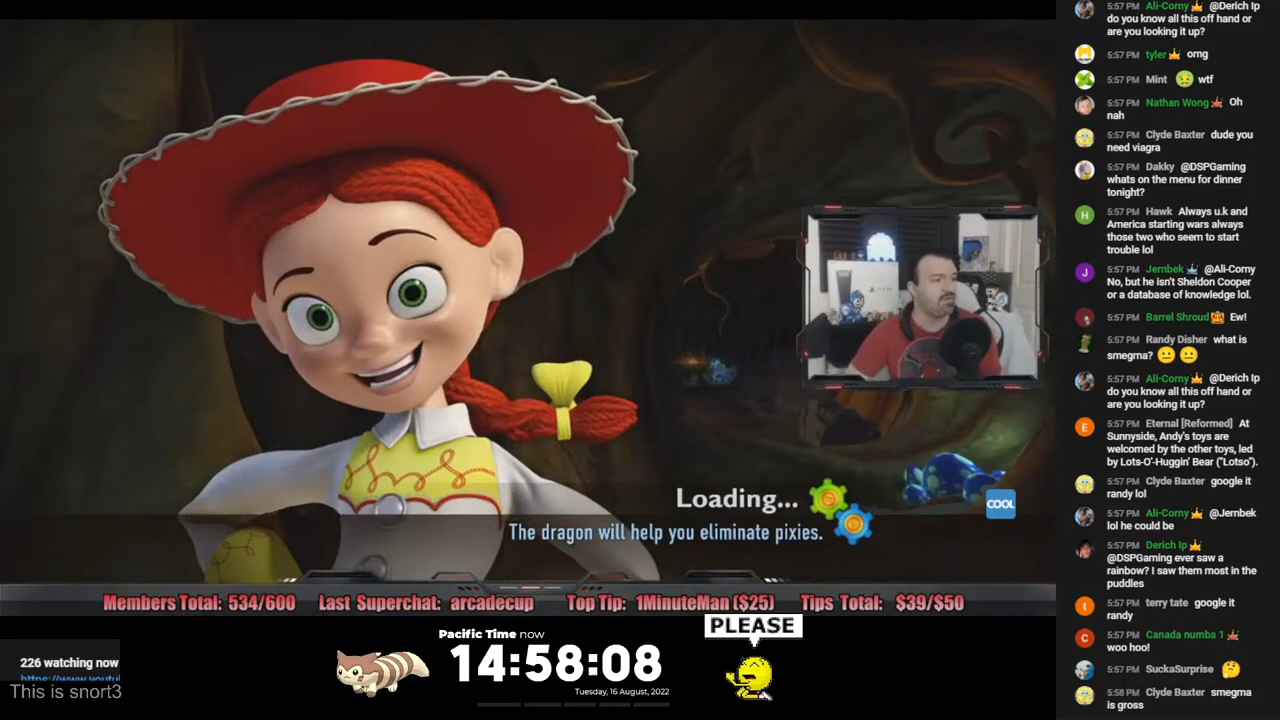 Loading...
The dragon will help you eliminate pixies.
COOL
Members Total: 534/600 Last Superchat: arcadecup Top Tip: 1MinuteMan ($25) Tips Total: $39/$50
226 watching now
This is snort3
Pacific Time now
14:58:08
Tuesday, 16 August, 2022
PLEASE
5:57 PM Ali-Corny @Derich Ip
do you know all this off hand or
are you looking it up?
5:57 PM tyler omg
5:57 PM Mint wtf
5:57 PM Nathan Wong Oh
nah
5:57 PM Clyde Baxter dude you
need viagra
5:57 PM Dakky @DSPGaming
whats on the menu for dinner
tonight?
5:57 PM Hawk Always u.k and
America starting wars always
those two who seem to start
trouble lol
5:57 PM Jernbek @Ali-Corny
No, but he isn't Sheldon Cooper
or a database of knowledge lol.
5:57 PM Barrel Shroud Ew!
5:57 PM Randy Disher what is
smegma?
5:57 PM Ali-Corny @Derich Ip
do you know all this off hand or
are you looking it up?
5:57 PM Eternal [Reformed] At
Sunnyside, Andy's toys are
welcomed by the other toys, led
by Lots-O'-Huggin' Bear ("Lotso").
5:57 PM Clyde Baxter google it
randy lol
5:57 PM Ali-Corny @Jernbek
lol he could be
5:57 PM Derich Ip
@DSPGaming ever saw a
rainbow? I saw them most in the
puddles
5:57 PM terry tate google it
randy
5:57 PM Canada numba 1
woo hoo!
5:57 PM SuckaSurprise
5:58 PM Clyde Baxter smegma
is gross